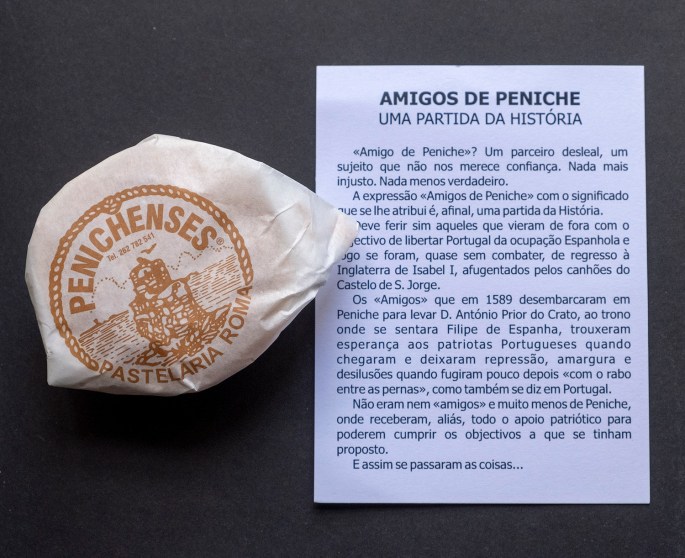 PENICHENSES®
Tel. 262 782 541
PASTELARIA ROMA
AMIGOS DE PENICHE
UMA PARTIDA DA HISTÓRIA
«Amigo de Peniche»? Um parceiro desleal, um
sujeito que não nos merece confiança. Nada mais
injusto. Nada menos verdadeiro.
A expressão «Amigos de Peniche» com o significado
que se lhe atribui é, afinal, uma partida da História.
Deve ferir sim aqueles que vieram de fora com o
jectivo de libertar Portugal da ocupação Espanhola e
ogo se foram, quase sem combater, de regresso à
Inglaterra de Isabel I, afugentados pelos canhões do
Castelo de S. Jorge.
Os «Amigos» que em 1589 desembarcaram em
Peniche para levar D. António Prior do Crato, ao trono
onde se sentara Filipe de Espanha, trouxeram
esperança aos patriotas Portugueses quando
chegaram e deixaram repressão, amargura e
desilusões quando fugiram pouco depois «com o rabo
entre as pernas», como também se diz em Portugal.
Não eram nem «amigos» e muito menos de Peniche,
onde receberam, aliás, todo o apoio patriótico para
poderem cumprir os objectivos a que se tinham
proposto.
E assim se passaram as coisas...